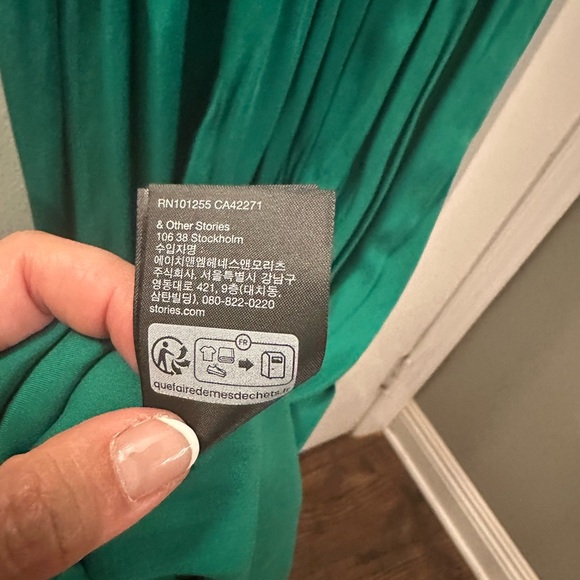 RN101255 CA42271
& Other Stories
106 38 Stockholm
수입자명 :
에이치앤엠헤네스앤모리츠
주식회사, 서울특별시 강남구
영동대로 421, 9층(대치동,
삼탄빌딩), 080-822-0220
stories.com
FR
quefairedemesdechets.fr